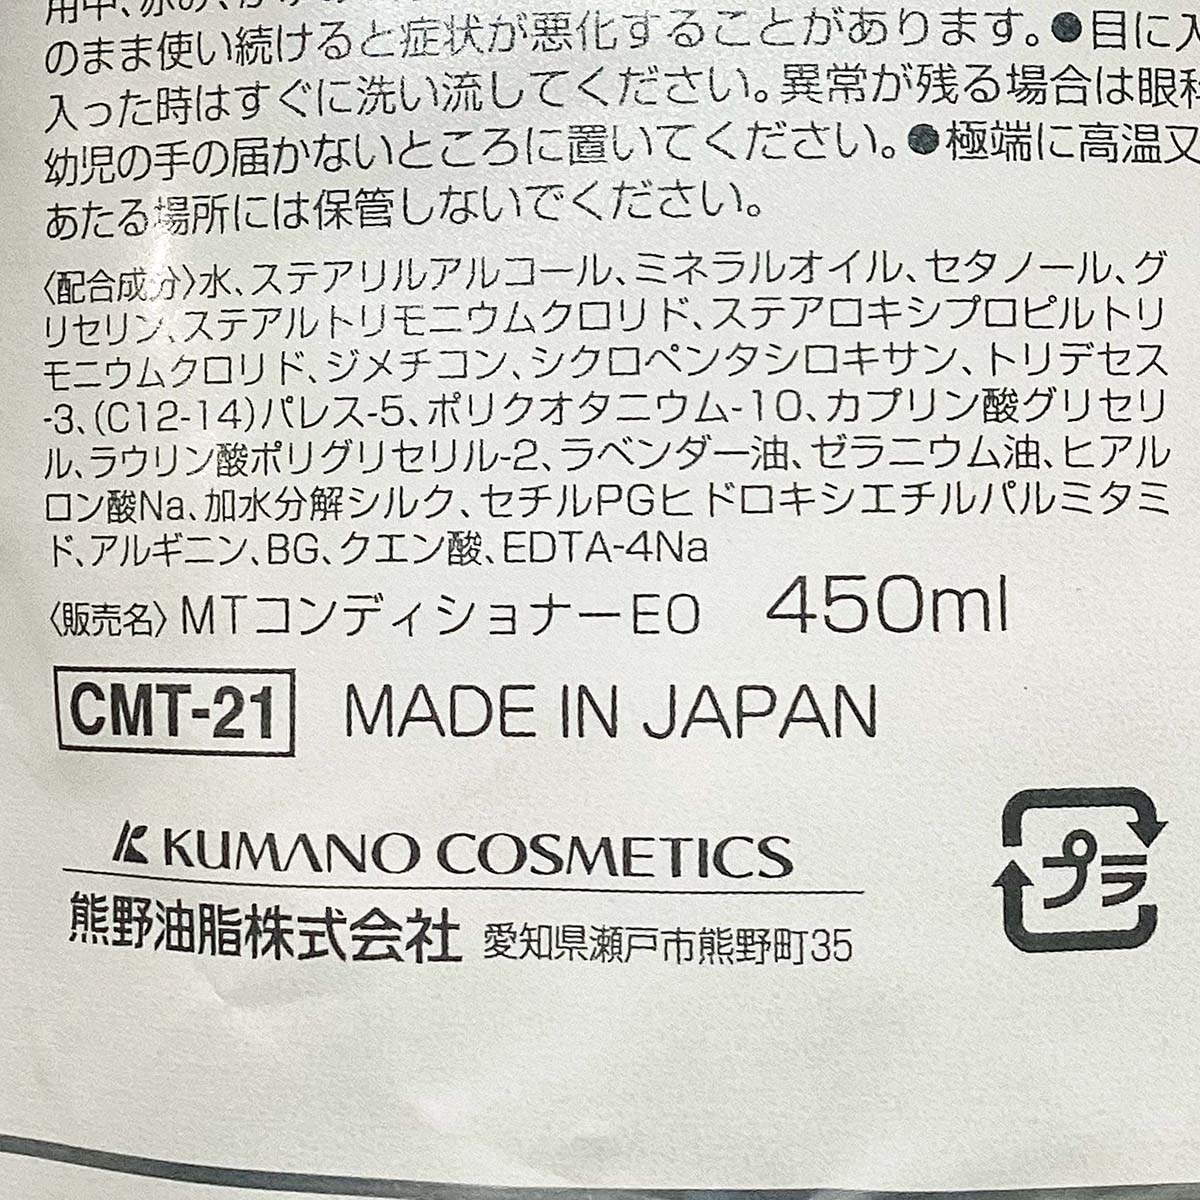 のまま使い続けると症状が悪化することがあります。●目に入
入った時はすぐに洗い流してください。異常が残る場合は眼科
幼児の手の届かないところに置いてください。●極端に高温又
あたる場所には保管しないでください。
〈配合成分〉水、ステアリルアルコール、ミネラルオイル、セタノール、グ
リセリン、ステアルトリモニウムクロリド、ステアロキシプロピルトリ
モニウムクロリド、ジメチコン、シクロペンタシロキサン、トリデセス
-3、(C12-14)パレス-5、ポリクオタニウム-10、カプリン酸グリセリ
ル、ラウリン酸ポリグリセリル-2、ラベンダー油、ゼラニウム油、ヒアル
ロン酸Na、加水分解シルク、セチルPGヒドロキシエチルパルミタミ
ド、アルギニン、BG、クエン酸、EDTA-4Na
〈販売名〉MTコンディショナーEO 450ml
CMT-21 MADE IN JAPAN
KUMANO COSMETICS
熊野油脂株式会社 愛知県瀬戸市熊野町35
プラ